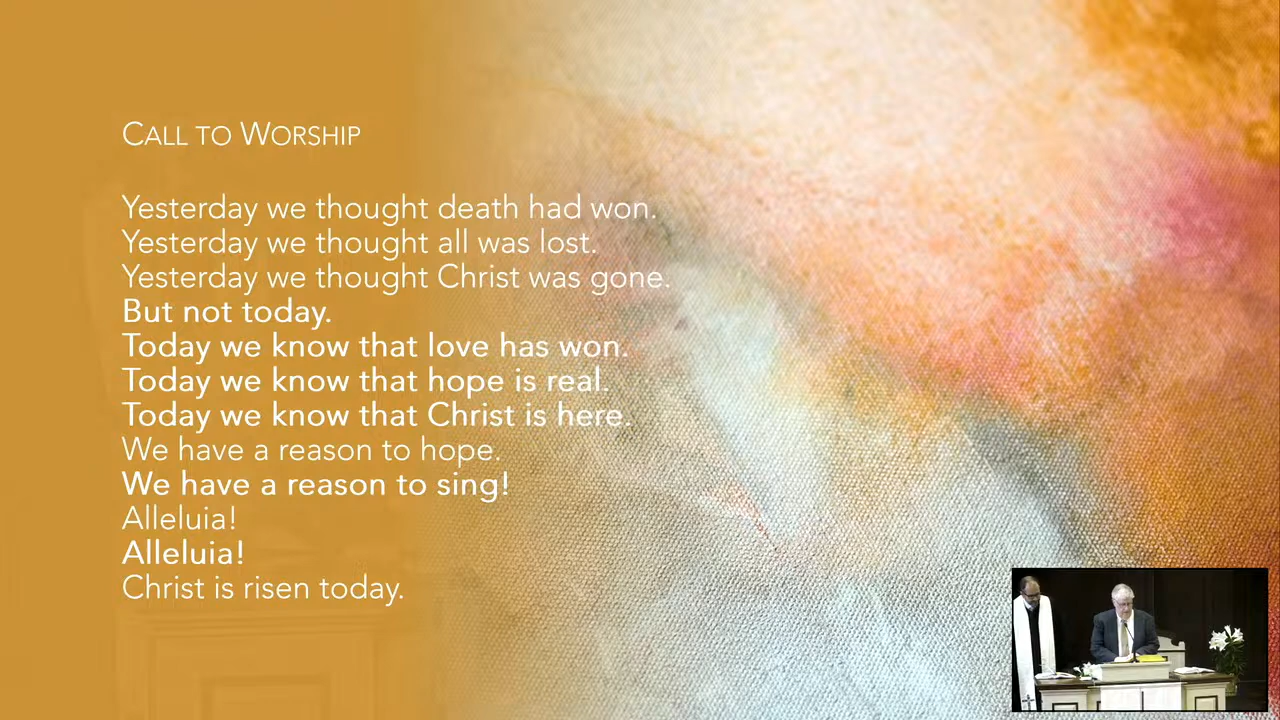 CALL TO WORSHIP
Yesterday we thought death had won.
Yesterday we thought all was lost.
Yesterday we thought Christ was gone.
But not today.
Today we know that love has won.
Today we know that hope is real.
Today we know that Christ is here.
We have a reason to hope.
We have a reason to sing!
Alleluia!
Alleluia!
Christ is risen today.